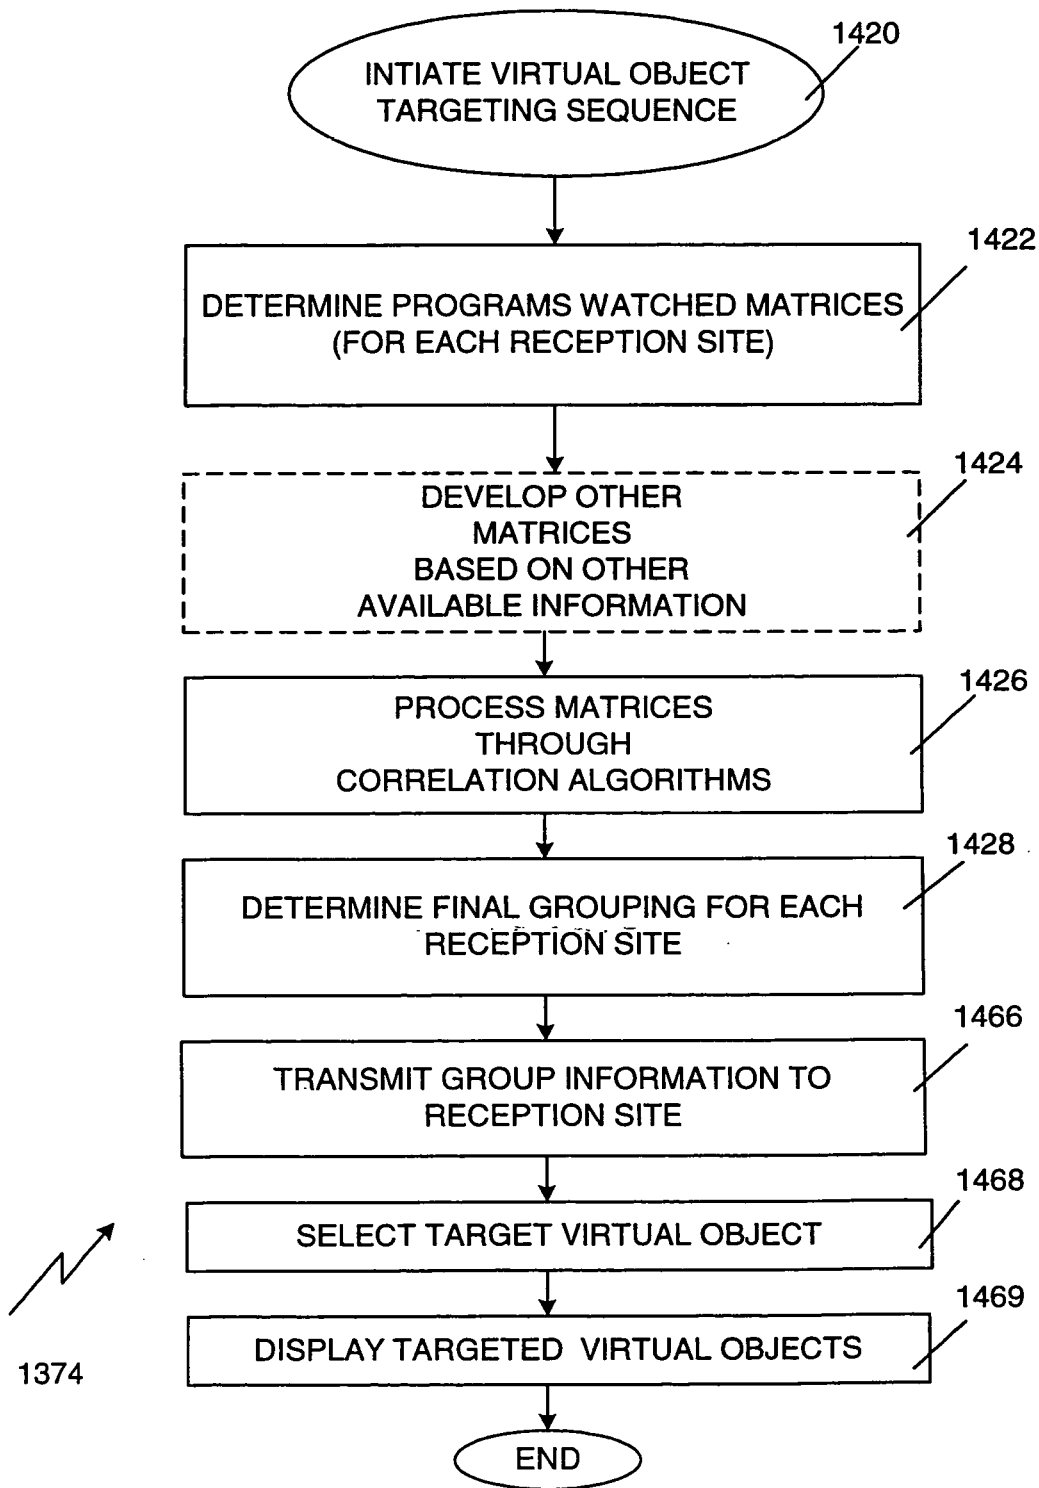 1420
INTIATE VIRTUAL OBJECT
TARGETING SEQUENCE
1422
DETERMINE PROGRAMS WATCHED MATRICES
(FOR EACH RECEPTION SITE)
1424
DEVELOP OTHER
MATRICES
BASED ON OTHER
AVAILABLE INFORMATION
1426
PROCESS MATRICES
THROUGH
CORRELATION ALGORITHMS
1428
DETERMINE FINAL GROUPING FOR EACH
RECEPTION SITE
1466
TRANSMIT GROUP INFORMATION TO
RECEPTION SITE
1468
SELECT TARGET VIRTUAL OBJECT
1469
DISPLAY TARGETED VIRTUAL OBJECTS
1374
END